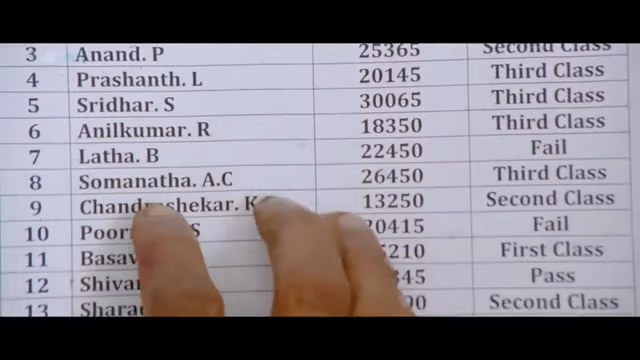 3 Anand. P 25365 Second Class
4 Prashanth. L 20145 Third Class
5 Sridhar. S 30065 Third Class
6 Anilkumar. R 18350 Third Class
7 Latha. B 22450 Fail
8 Somanatha. A.C 26450 Third Class
9 Chandrashekar. K 13250 Second Class
10 S Fail
11 First Class
12 Pass
13 Second Class